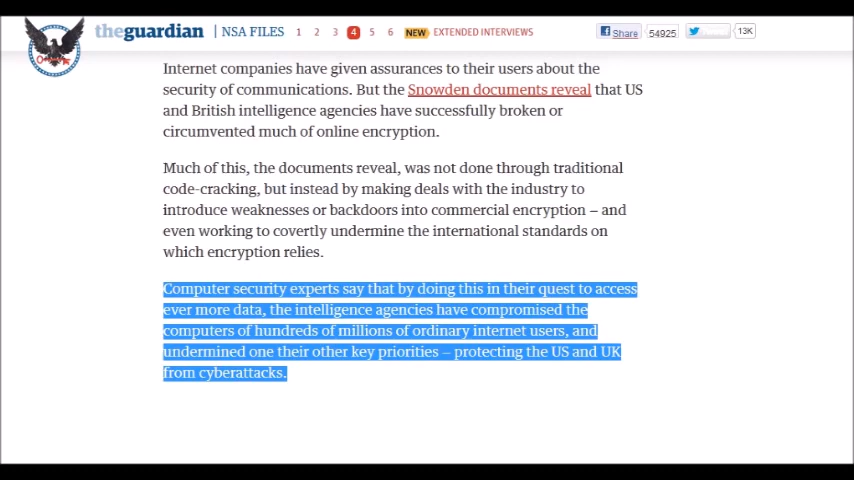 theguardian | NSA FILES 1 2 3 4 5 6 NEW EXTENDED INTERVIEWS Share 54925 13K
Internet companies have given assurances to their users about the
security of communications. But the Snowden documents reveal that US
and British intelligence agencies have successfully broken or
circumvented much of online encryption.
Much of this, the documents reveal, was not done through traditional
code-cracking, but instead by making deals with the industry to
introduce weaknesses or backdoors into commercial encryption – and
even working to covertly undermine the international standards on
which encryption relies.
Computer security experts say that by doing this in their quest to access
ever more data, the intelligence agencies have compromised the
computers of hundreds of millions of ordinary internet users, and
undermined one their other key priorities – protecting the US and UK
from cyberattacks.